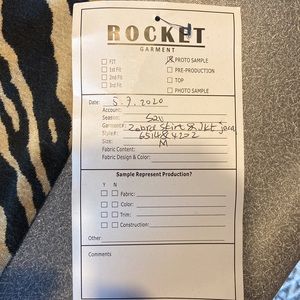 ROCKET
GARMENT
FIT PROTO SAMPLE
1st Fit PRE-PRODUCTION
2nd Fit TOP
3rd Fit PHOTO SAMPLE
Date: 5.7.2020
Account:
Season:
Garment#: Zebra Skirt
Style#:
Size: M
Fabric Content:
Fabric Design & Color:
Sample Represent Production?
Y N
Fabric:
Color:
Trim:
Construction:
Other:
Comments